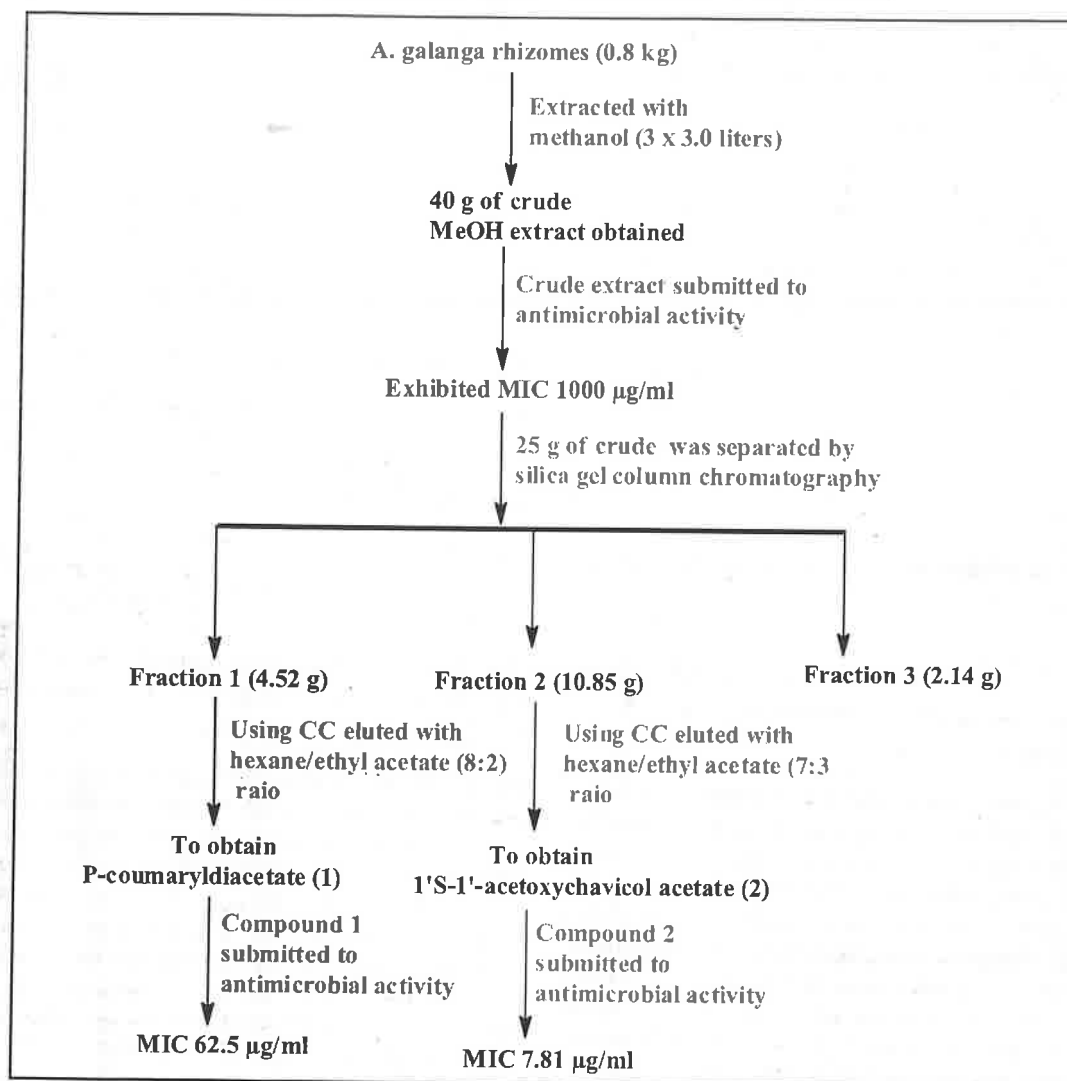 A. galanga rhizomes (0.8 kg)
Extracted with
methanol (3 x 3.0 liters)
40 g of crude
MeOH extract obtained
Crude extract submitted to
antimicrobial activity
Exhibited MIC 1000 µg/ml
25 g of crude was separated by
silica gel column chromatography
Fraction 1 (4.52 g)
Fraction 2 (10.85 g)
Fraction 3 (2.14 g)
Using CC eluted with
hexane/ethyl acetate (8:2)
raio
Using CC eluted with
hexane/ethyl acetate (7:3
raio
To obtain
P-coumaryldiacetate (1)
To obtain
1'S-1'-acetoxychavicol acetate (2)
Compound 1
submitted to
antimicrobial activity
Compound 2
submitted to
antimicrobial activity
MIC 62.5 µg/ml
MIC 7.81 µg/ml